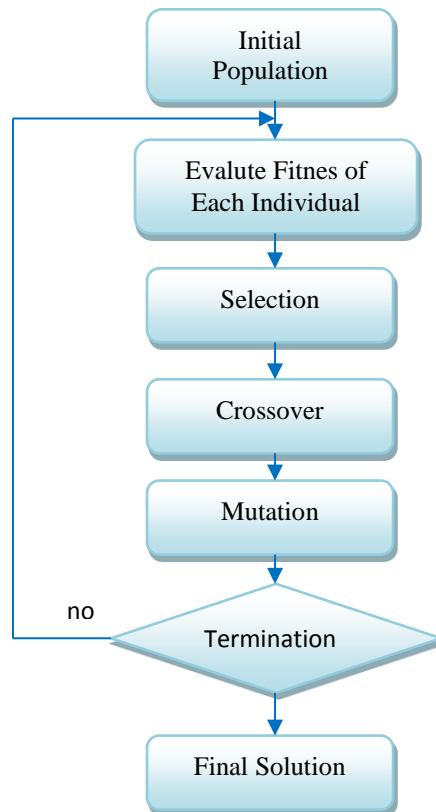 Initial
Population
Evalute Fitnes of
Each Individual
Selection
Crossover
Mutation
no
Termination
Final Solution